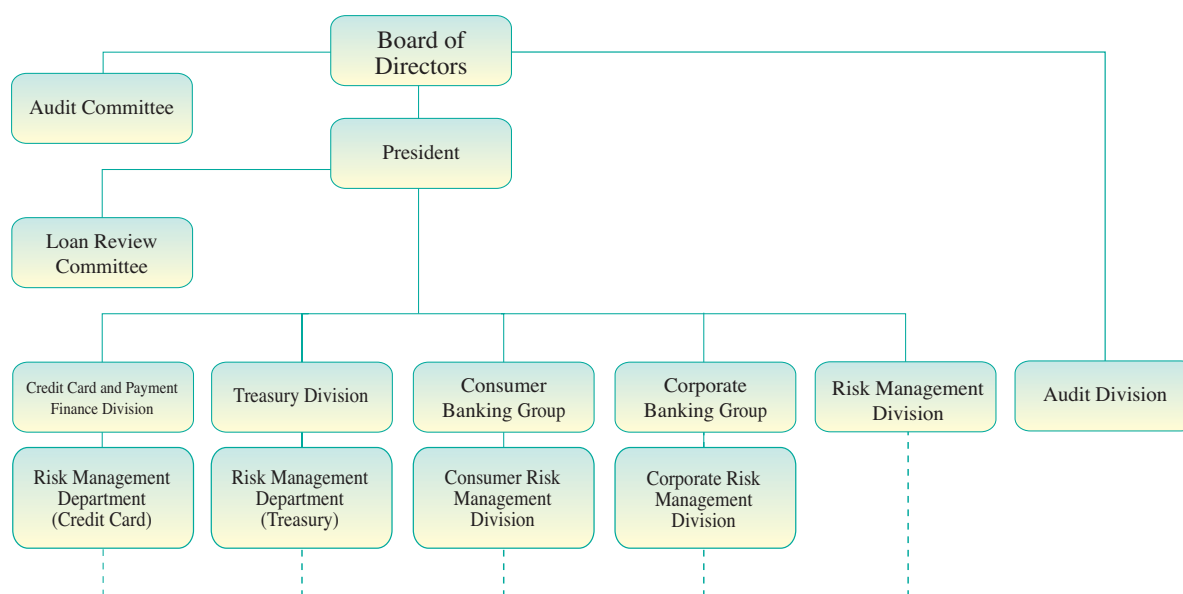 Board of
Directors
Audit Committee
President
Loan Review
Committee
Credit Card and Payment
Finance Division
Treasury Division
Consumer
Banking Group
Corporate
Banking Group
Risk Management
Division
Audit Division
Risk Management
Department
(Credit Card)
Risk Management
Department
(Treasury)
Consumer Risk
Management
Division
Corporate Risk
Management
Division